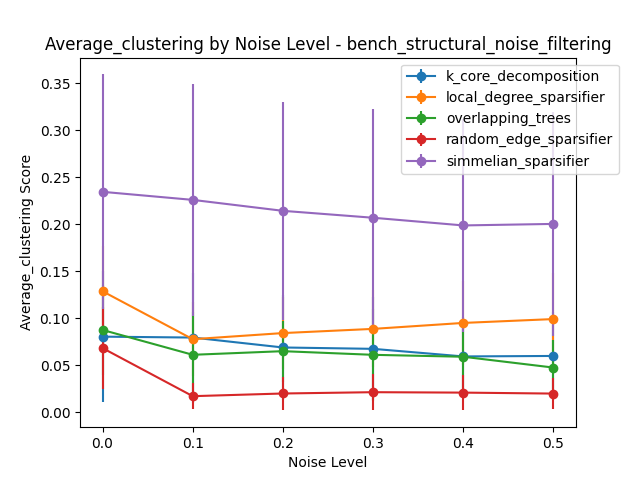 Average_clustering by Noise Level - bench_structural_noise_filtering
k_core_decomposition
local_degree_sparsifier
overlapping_trees
random_edge_sparsifier
simmelian_sparsifier
Average_clustering Score
0.35
0.30
0.25
0.20
0.15
0.10
0.05
0.00
0.0 0.1 0.2 0.3 0.4 0.5
Noise Level